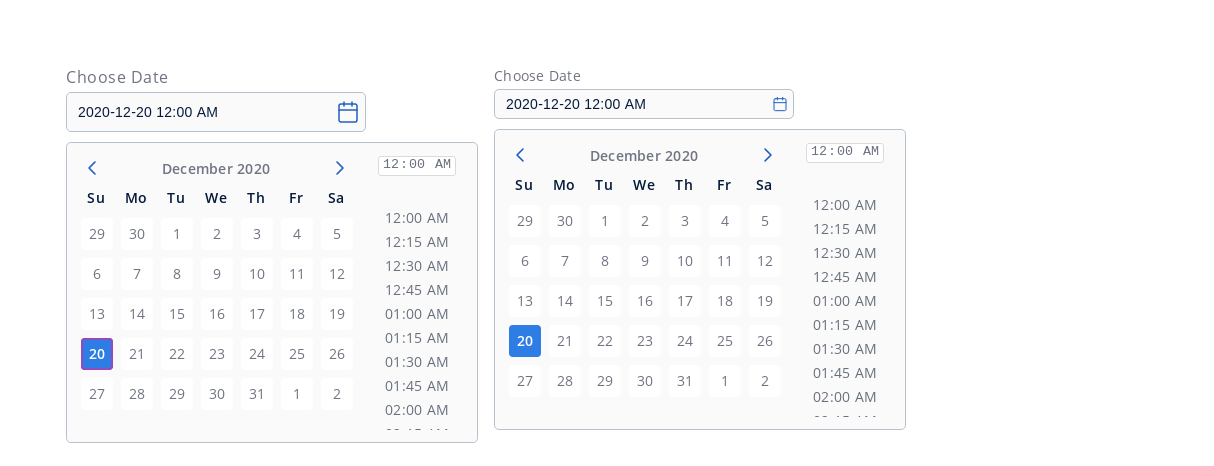 Choose Date
2020-12-20 12:00 AM
December 2020
Su Mo Tu We Th Fr Sa
29 30 1 2 3 4 5
6 7 8 9 10 11 12
13 14 15 16 17 18 19
20 21 22 23 24 25 26
27 28 29 30 31 1 2
12:00 AM
12:00 AM
12:15 AM
12:30 AM
12:45 AM
01:00 AM
01:15 AM
01:30 AM
01:45 AM
02:00 AM
Choose Date
2020-12-20 12:00 AM
December 2020
Su Mo Tu We Th Fr Sa
29 30 1 2 3 4 5
6 7 8 9 10 11 12
13 14 15 16 17 18 19
20 21 22 23 24 25 26
27 28 29 30 31 1 2
12:00 AM
12:00 AM
12:15 AM
12:30 AM
12:45 AM
01:00 AM
01:15 AM
01:30 AM
01:45 AM
02:00 AM